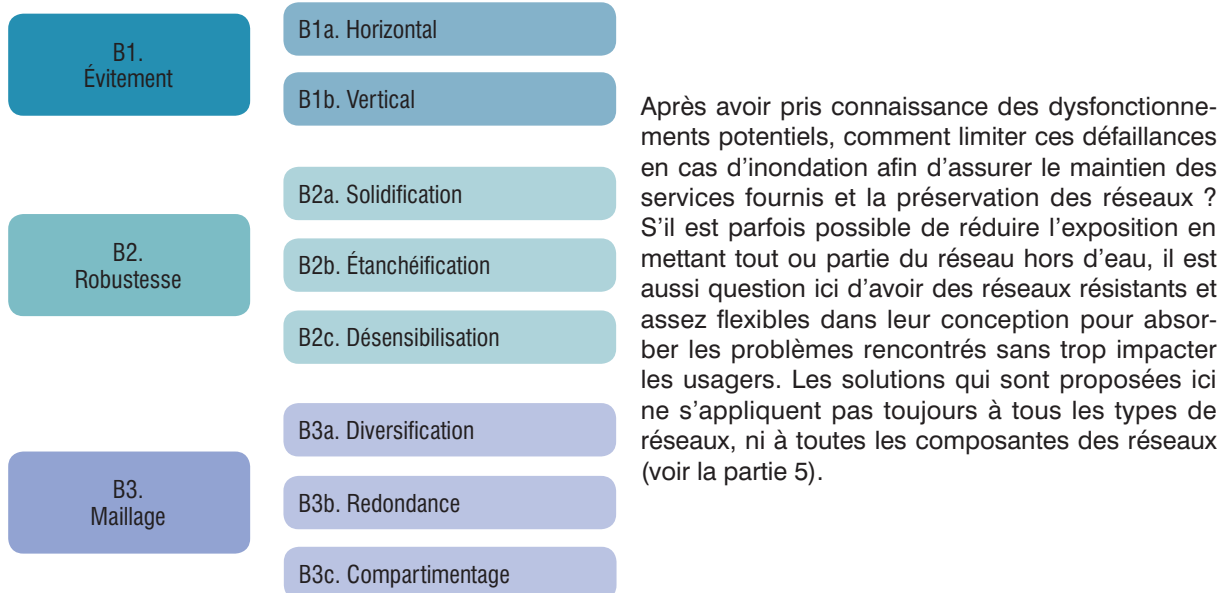 B1.
Évitement
B1a. Horizontal
B1b. Vertical
B2.
Robustesse
B2a. Solidification
B2b. Étanchéification
B2c. Désensibilisation
B3.
Maillage
B3a. Diversification
B3b. Redondance
B3c. Compartimentage
Après avoir pris connaissance des dysfonctionne-
ments potentiels, comment limiter ces défaillances
en cas d'inondation afin d'assurer le maintien des
services fournis et la préservation des réseaux ?
S'il est parfois possible de réduire l'exposition en
mettant tout ou partie du réseau hors d'eau, il est
aussi question ici d'avoir des réseaux résistants et
assez flexibles dans leur conception pour absor-
ber les problèmes rencontrés sans trop impacter
les usagers. Les solutions qui sont proposées ici
ne s'appliquent pas toujours à tous les types de
réseaux, ni à toutes les composantes des réseaux
(voir la partie 5).